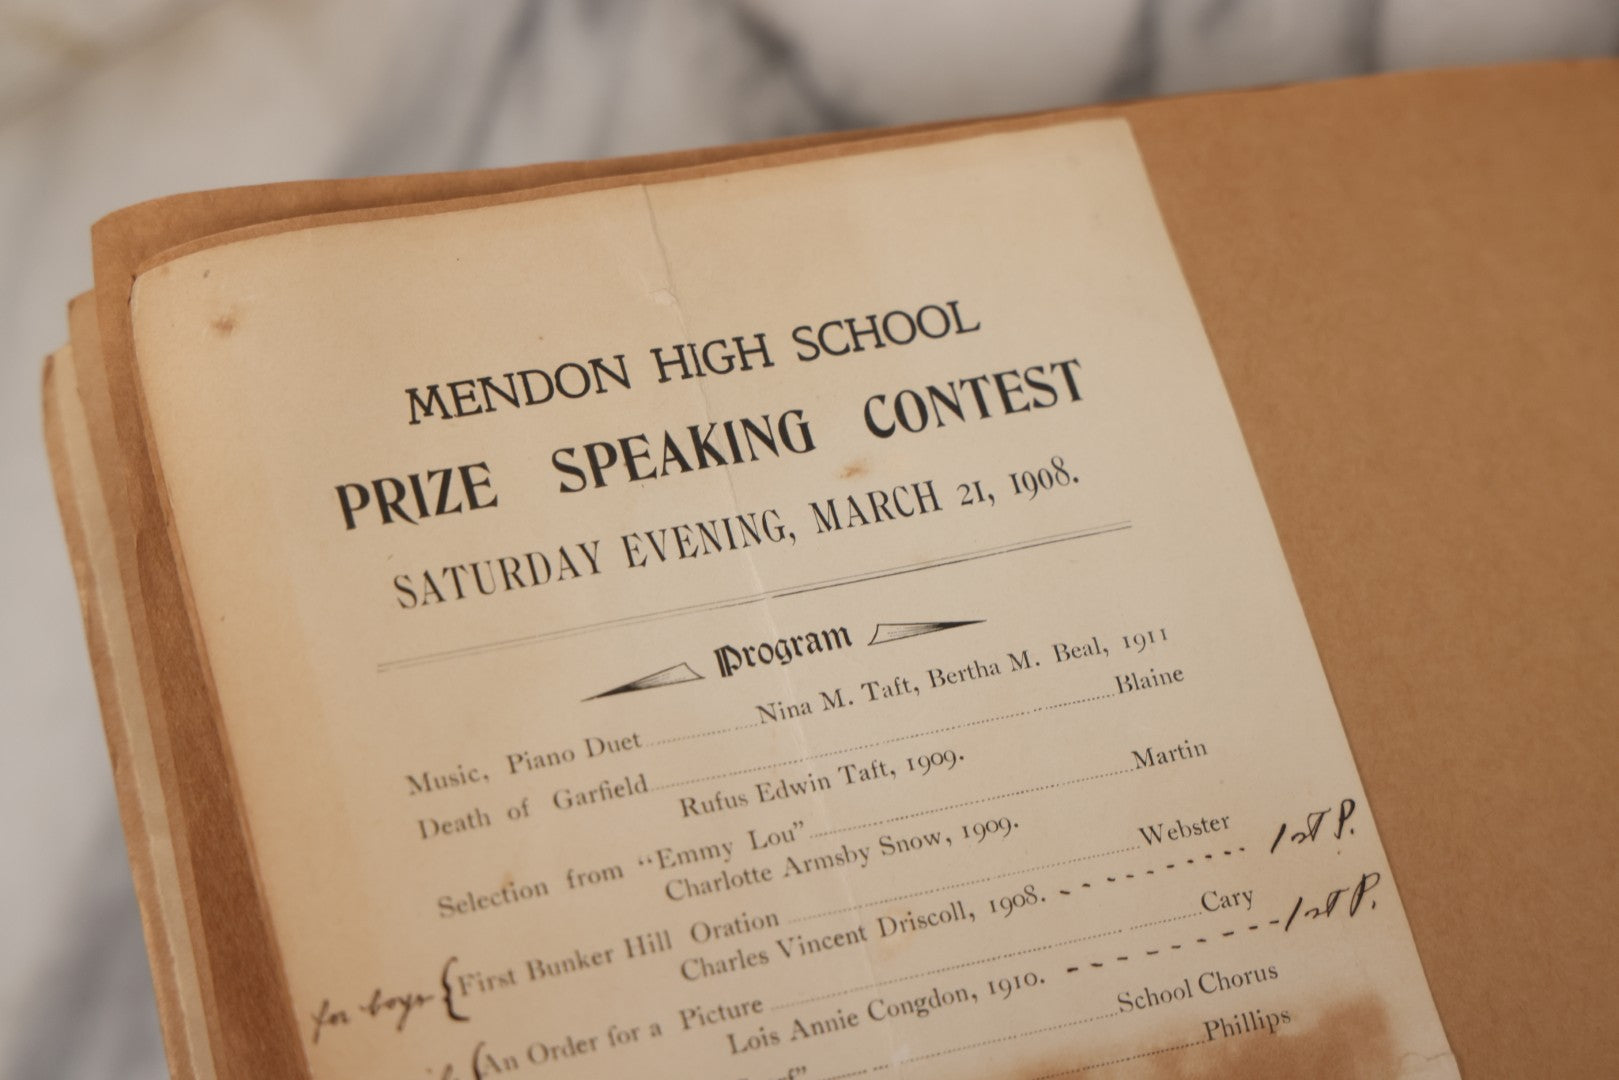 MENDON HIGH SCHOOL
PRIZE SPEAKING CONTEST
SATURDAY EVENING, MARCH 21, 1908.
Program
Music, Piano Duet Nina M. Taft, Bertha M. Beal, 1911
Death of Garfield Blaine
Rufus Edwin Taft, 1909.
Selection from “Emmy Lou” Martin
Charlotte Armsby Snow, 1909.
for boys { First Bunker Hill Oration Webster
Charles Vincent Driscoll, 1908. - - - - - - - - - 1st P.
{ An Order for a Picture Cary
Lois Annie Congdon, 1910. - - - - - - - - - 1st P.
School Chorus
Phillips